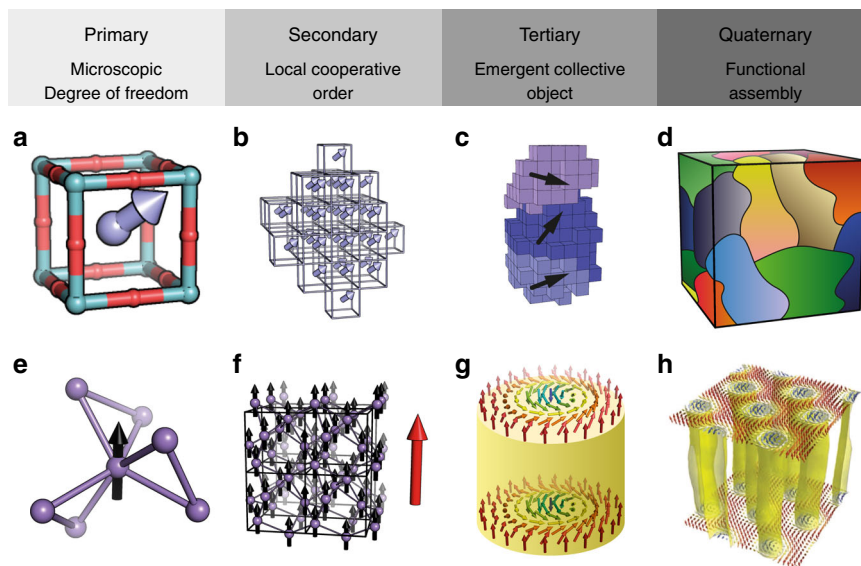 Primary
Microscopic
Degree of freedom
Secondary
Local cooperative
order
Tertiary
Emergent collective
object
Quaternary
Functional
assembly
a
b
c
d
e
f
g
h